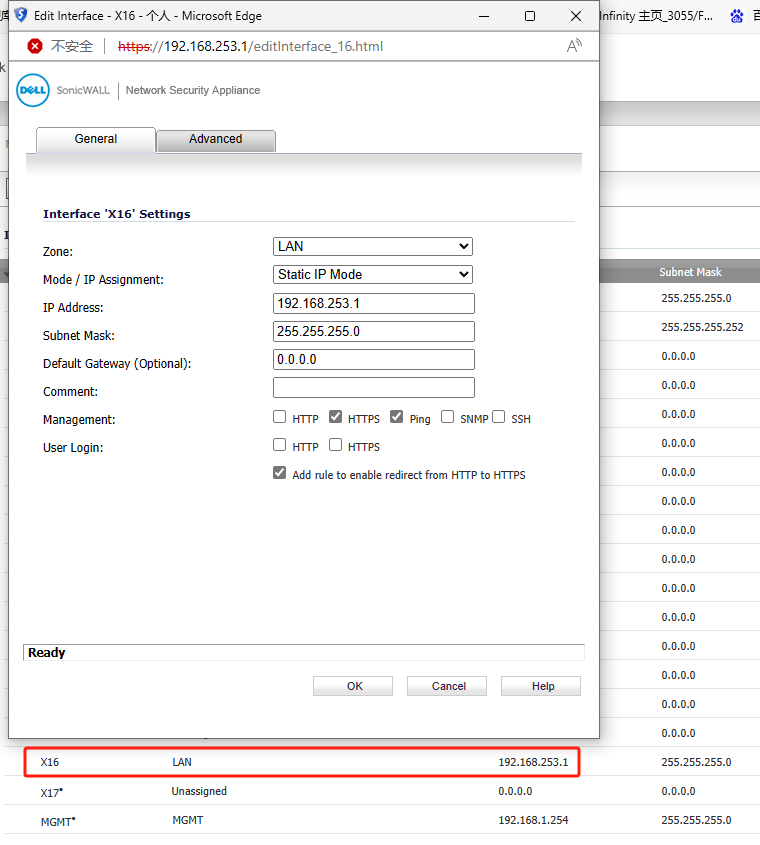 Edit Interface - X16 - 个人 - Microsoft Edge
Infinity 主页_3055/F...
不安全 | https://192.168.253.1/editInterface_16.html
DELL SonicWALL | Network Security Appliance
General Advanced
Interface 'X16' Settings
Zone: LAN
Subnet Mask
Mode / IP Assignment: Static IP Mode
IP Address: 192.168.253.1
255.255.255.0
Subnet Mask: 255.255.255.0
255.255.255.252
Default Gateway (Optional): 0.0.0.0
0.0.0.0
Comment:
0.0.0.0
Management: HTTP HTTPS Ping SNMP SSH
0.0.0.0
User Login: HTTP HTTPS
0.0.0.0
Add rule to enable redirect from HTTP to HTTPS
0.0.0.0
0.0.0.0
0.0.0.0
0.0.0.0
0.0.0.0
0.0.0.0
0.0.0.0
Ready
0.0.0.0
0.0.0.0
OK Cancel Help
0.0.0.0
0.0.0.0
X16 LAN 192.168.253.1 255.255.255.0
X17• Unassigned 0.0.0.0 0.0.0.0
MGMT• MGMT 192.168.1.254 255.255.255.0